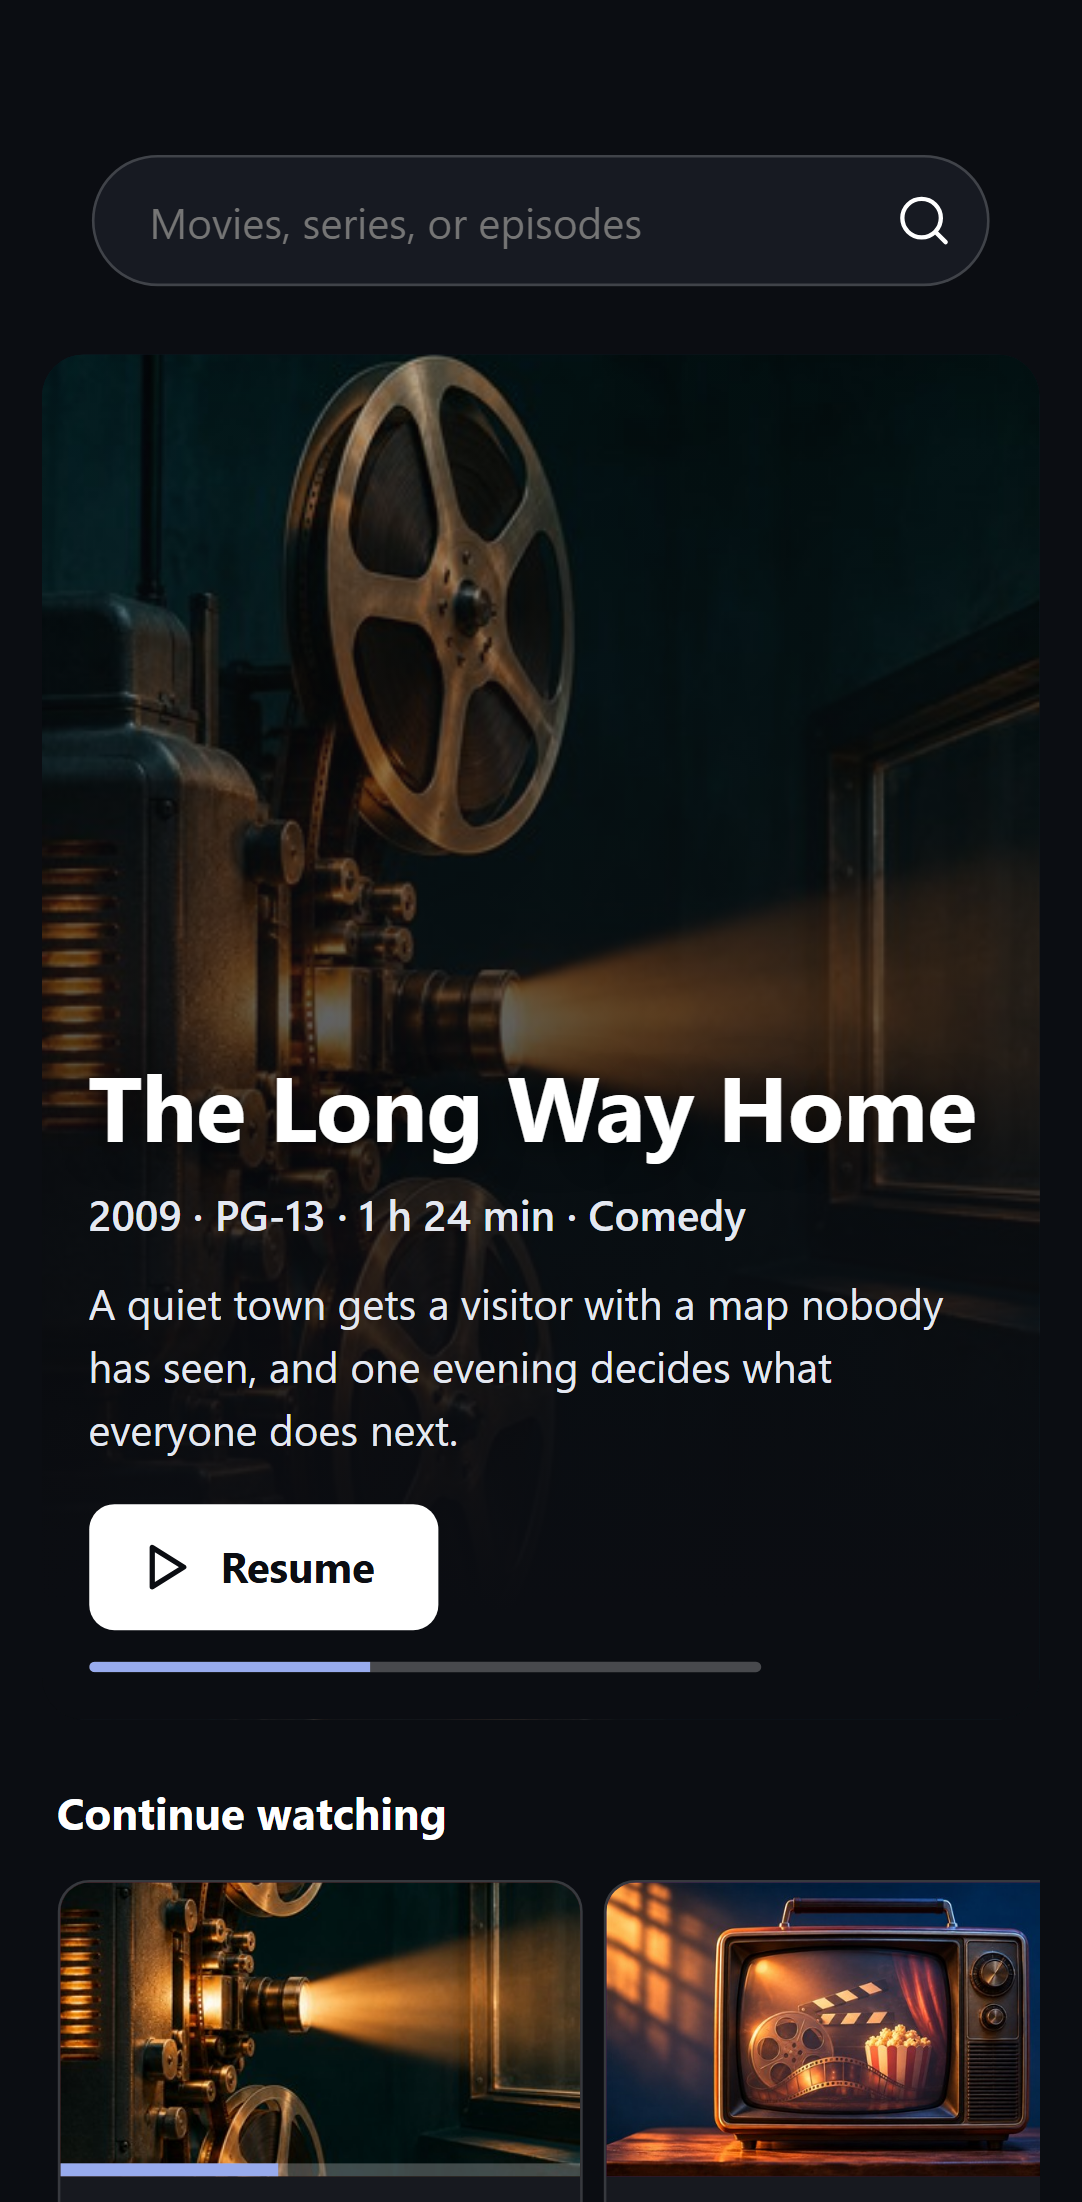 Movies, series, or episodes
The Long Way Home
2009 · PG-13 · 1 h 24 min · Comedy
A quiet town gets a visitor with a map nobody
has seen, and one evening decides what
everyone does next.
Resume
Continue watching